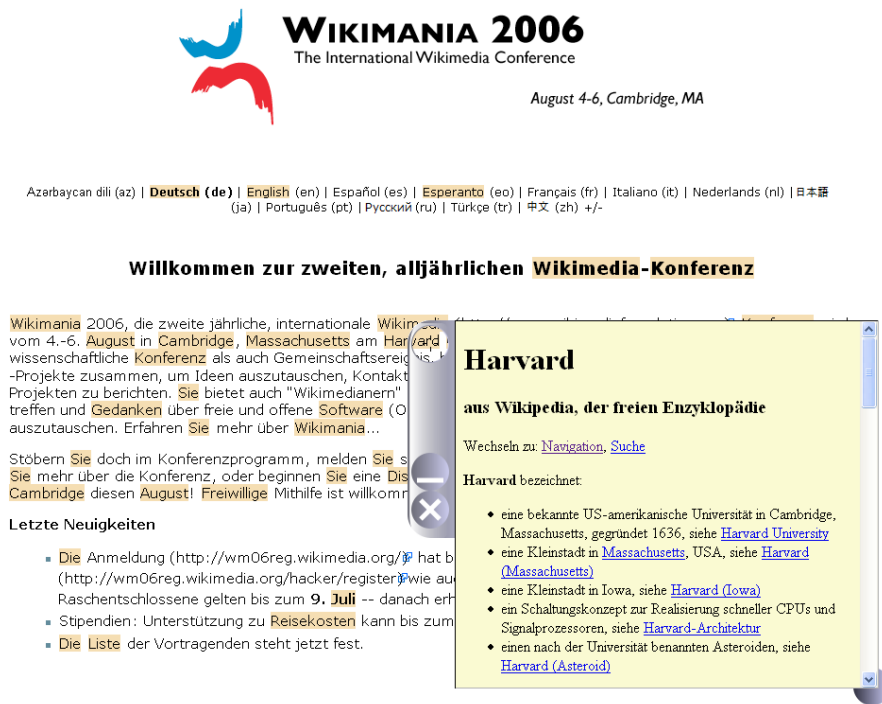 WIKIMANIA 2006
The International Wikimedia Conference
August 4-6, Cambridge, MA
Azərbaycan dili (az) | Deutsch (de) | English (en) | Español (es) | Esperanto (eo) | Français (fr) | Italiano (it) | Nederlands (nl) | 日本語
(ja) | Português (pt) | Русский (ru) | Türkçe (tr) | 中文 (zh) +/-
Willkommen zur zweiten, alljährlichen Wikimedia-Konferenz
Wikimania 2006, die zweite jährliche, internationale
vom 4.-6. August in Cambridge, Massachusetts am Harvard
wissenschaftliche Konferenz als auch Gemeinschaftsereignis,
-Projekte zusammen, um Ideen auszutauschen, Kontakt
Projekten zu berichten. Sie bietet auch "Wikimedianern"
treffen und Gedanken über freie und offene Software (O
auszutauschen. Erfahren Sie mehr über Wikimania...
Stöbern Sie doch im Konferenzprogramm, melden Sie s
Sie mehr über die Konferenz, oder beginnen Sie eine Dis
Cambridge diesen August! Freiwillige Mithilfe ist willkomm
Letzte Neuigkeiten
Die Anmeldung (http://wm06reg.wikimedia.org/) hat b
(http://wm06reg.wikimedia.org/hacker/register) wie auc
Raschentschlossene gelten bis zum 9. Juli -- danach erh
Stipendien: Unterstützung zu Reisekosten kann bis zum
Die Liste der Vortragenden steht jetzt fest.
Harvard
aus Wikipedia, der freien Enzyklopädie
Wechseln zu: Navigation, Suche
Harvard bezeichnet:
eine bekannte US-amerikanische Universität in Cambridge,
Massachusetts, gegründet 1636, siehe Harvard University
eine Kleinstadt in Massachusetts, USA, siehe Harvard
(Massachusetts)
eine Kleinstadt in Iowa, siehe Harvard (Iowa)
ein Schaltungskonzept zur Realisierung schneller CPUs und
Signalprozessoren, siehe Harvard-Architektur
einen nach der Universität benannten Asteroiden, siehe
Harvard (Asteroid)